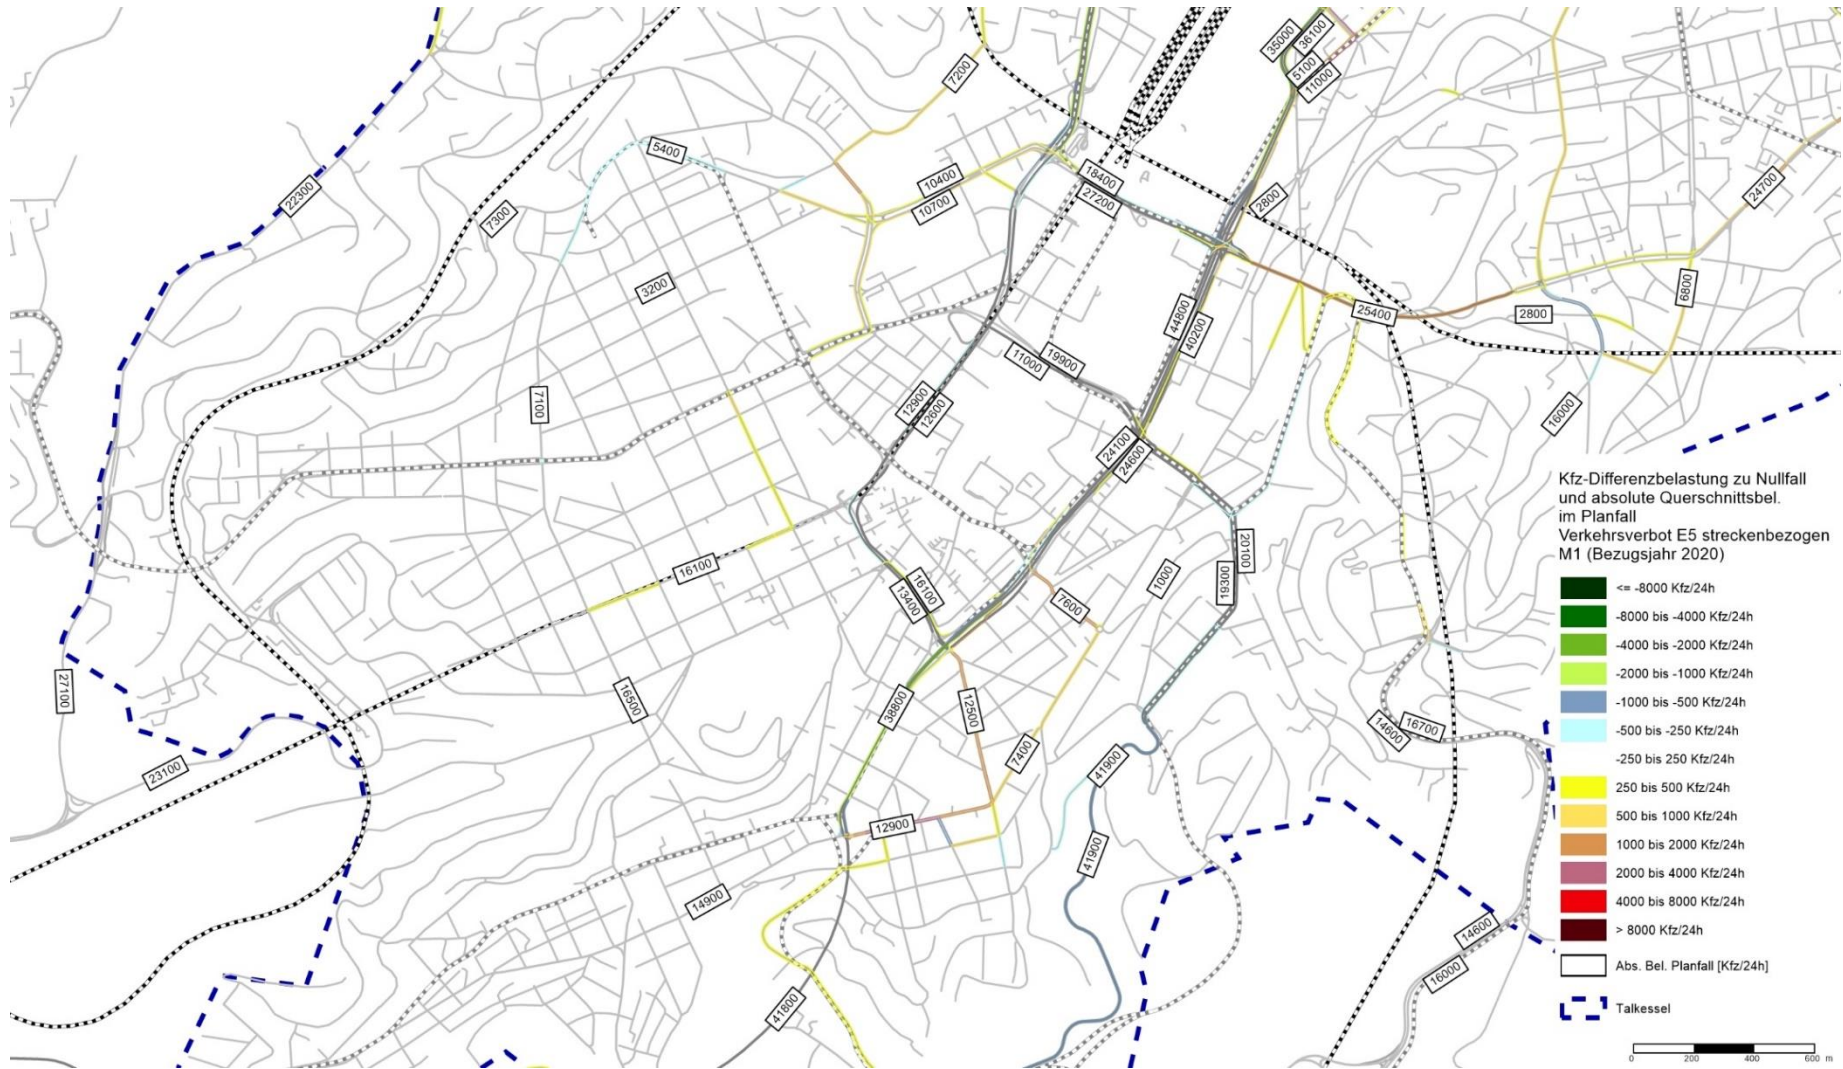 35000
36100
7200
5100
11000
5400
18400
27200
10400
10700
2800
22300
24700
7300
3200
6800
44800
40200
25400
2800
19900
1100
7100
12900
12600
16000
24100
24600
Kfz-Differenzbelastung zu Nullfall
und absolute Querschnittsbel.
im Planfall
Verkehrsverbot E5 streckenbezogen
M1 (Bezugsjahr 2020)
20100
16100
1000
19300
16100
13400
7600
<= -8000 Kfz/24h
-8000 bis -4000 Kfz/24h
-4000 bis -2000 Kfz/24h
-2000 bis -1000 Kfz/24h
-1000 bis -500 Kfz/24h
-500 bis -250 Kfz/24h
-250 bis 250 Kfz/24h
250 bis 500 Kfz/24h
500 bis 1000 Kfz/24h
1000 bis 2000 Kfz/24h
2000 bis 4000 Kfz/24h
4000 bis 8000 Kfz/24h
> 8000 Kfz/24h
Abs. Bel. Planfall [Kfz/24h]
Talkessel
27100
16500
38800
12500
16700
14600
7400
23100
41900
12900
41900
14900
14600
16000
41800
0 200 400 600 m